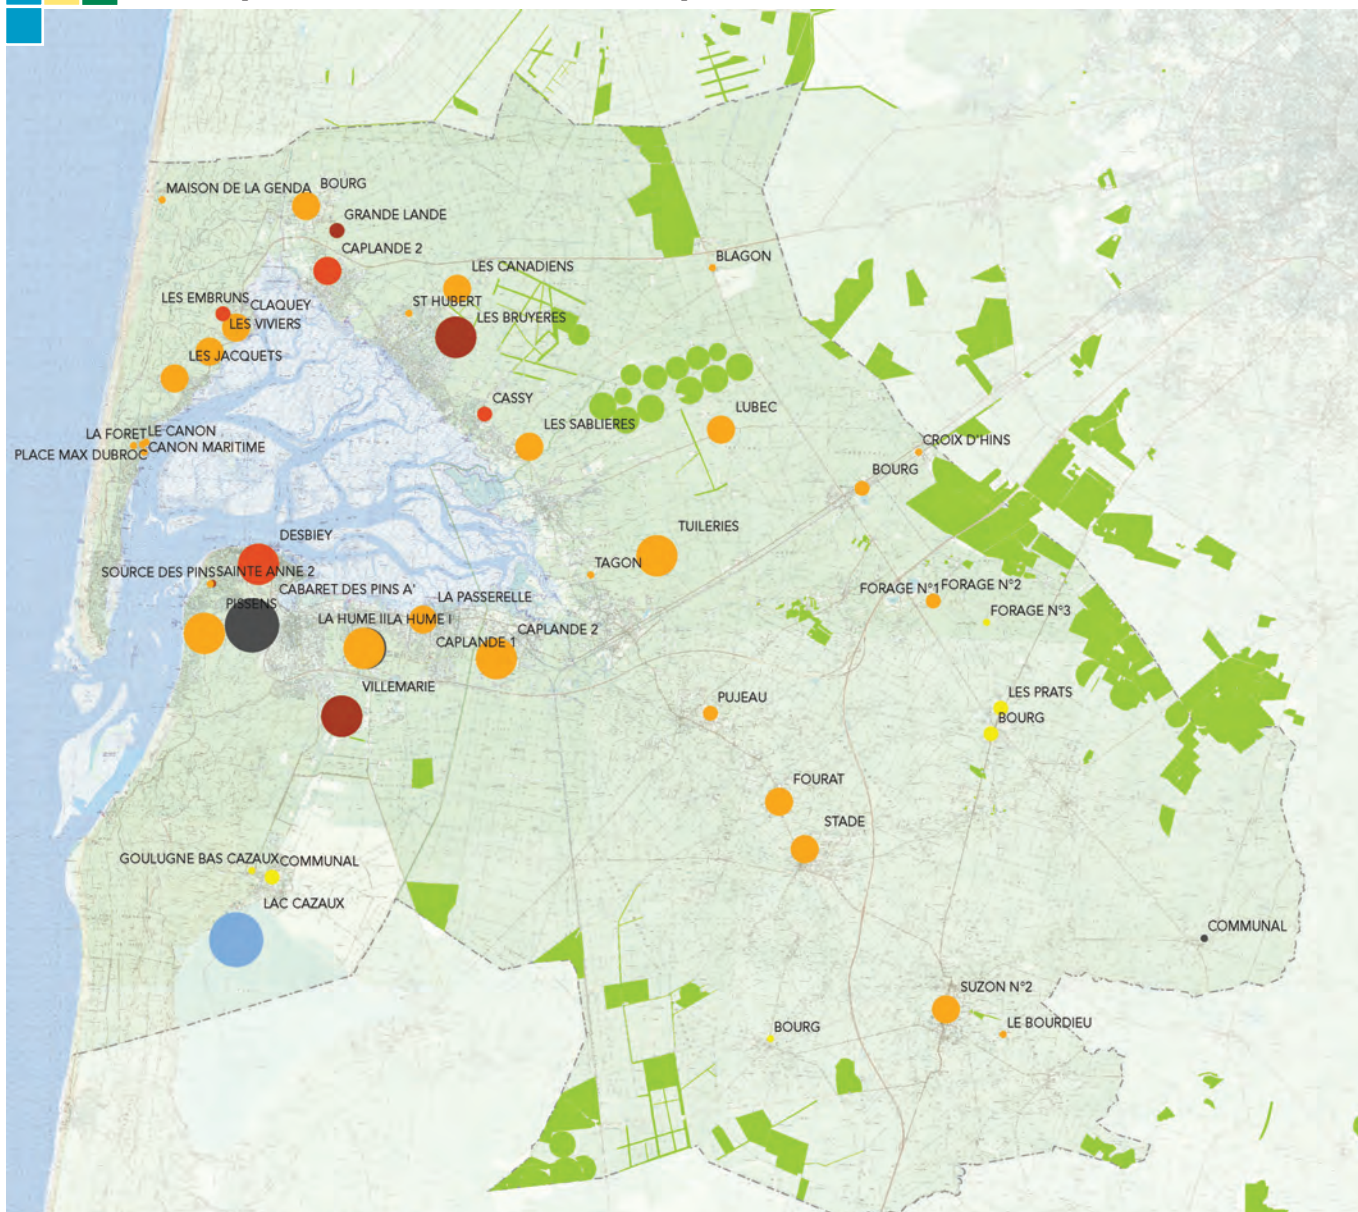 MAISON DE LA GENDA
BOURG
GRANDE LANDE
CAPLANDE 2
BLAGON
LES CANADIENS
LES EMBRUNS
CLAQUEY
ST HUBERT
LES VIVIERS
LES BRUYERES
LES JACQUETS
CASSY
LUBEC
LES SABLIERES
LA FORET
LE CANON
CANON MARITIME
PLACE MAX DUBROC
CROIX D'HINS
BOURG
DESBIEY
TUILERIES
SOURCE DES PINS
SAINTE ANNE 2
TAGON
CABARET DES PINS A'
LA PASSERELLE
FORAGE N°1
FORAGE N°2
PISSENS
FORAGE N°3
LA HUME II
LA HUME I
CAPLANDE 2
CAPLANDE 1
VILLEMARIE
PUJEAU
LES PRATS
BOURG
FOURAT
STADE
GOULUGNE BAS CAZAUX
COMMUNAL
LAC CAZAUX
COMMUNAL
SUZON N°2
BOURG
LE BOURDIEU